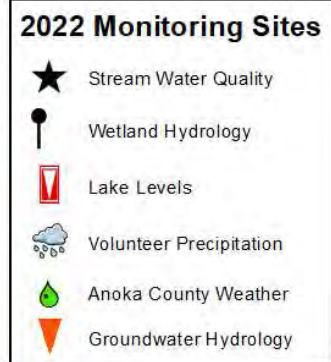 2022 Monitoring Sites
Stream Water Quality
Wetland Hydrology
Lake Levels
Volunteer Precipitation
Anoka County Weather
Groundwater Hydrology